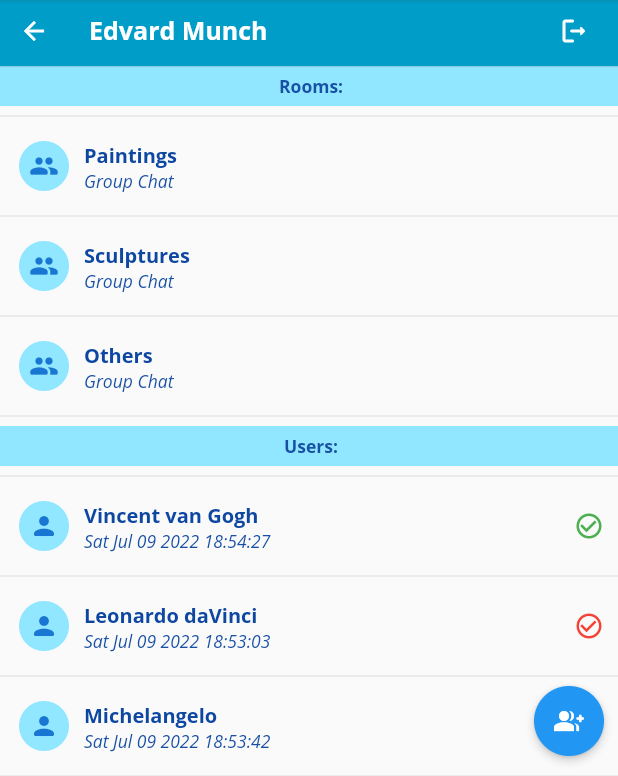 Edvard Munch
Rooms:
Paintings
Group Chat
Sculptures
Group Chat
Others
Group Chat
Users:
Vincent van Gogh
Sat Jul 09 2022 18:54:27
Leonardo daVinci
Sat Jul 09 2022 18:53:03
Michelangelo
Sat Jul 09 2022 18:53:42